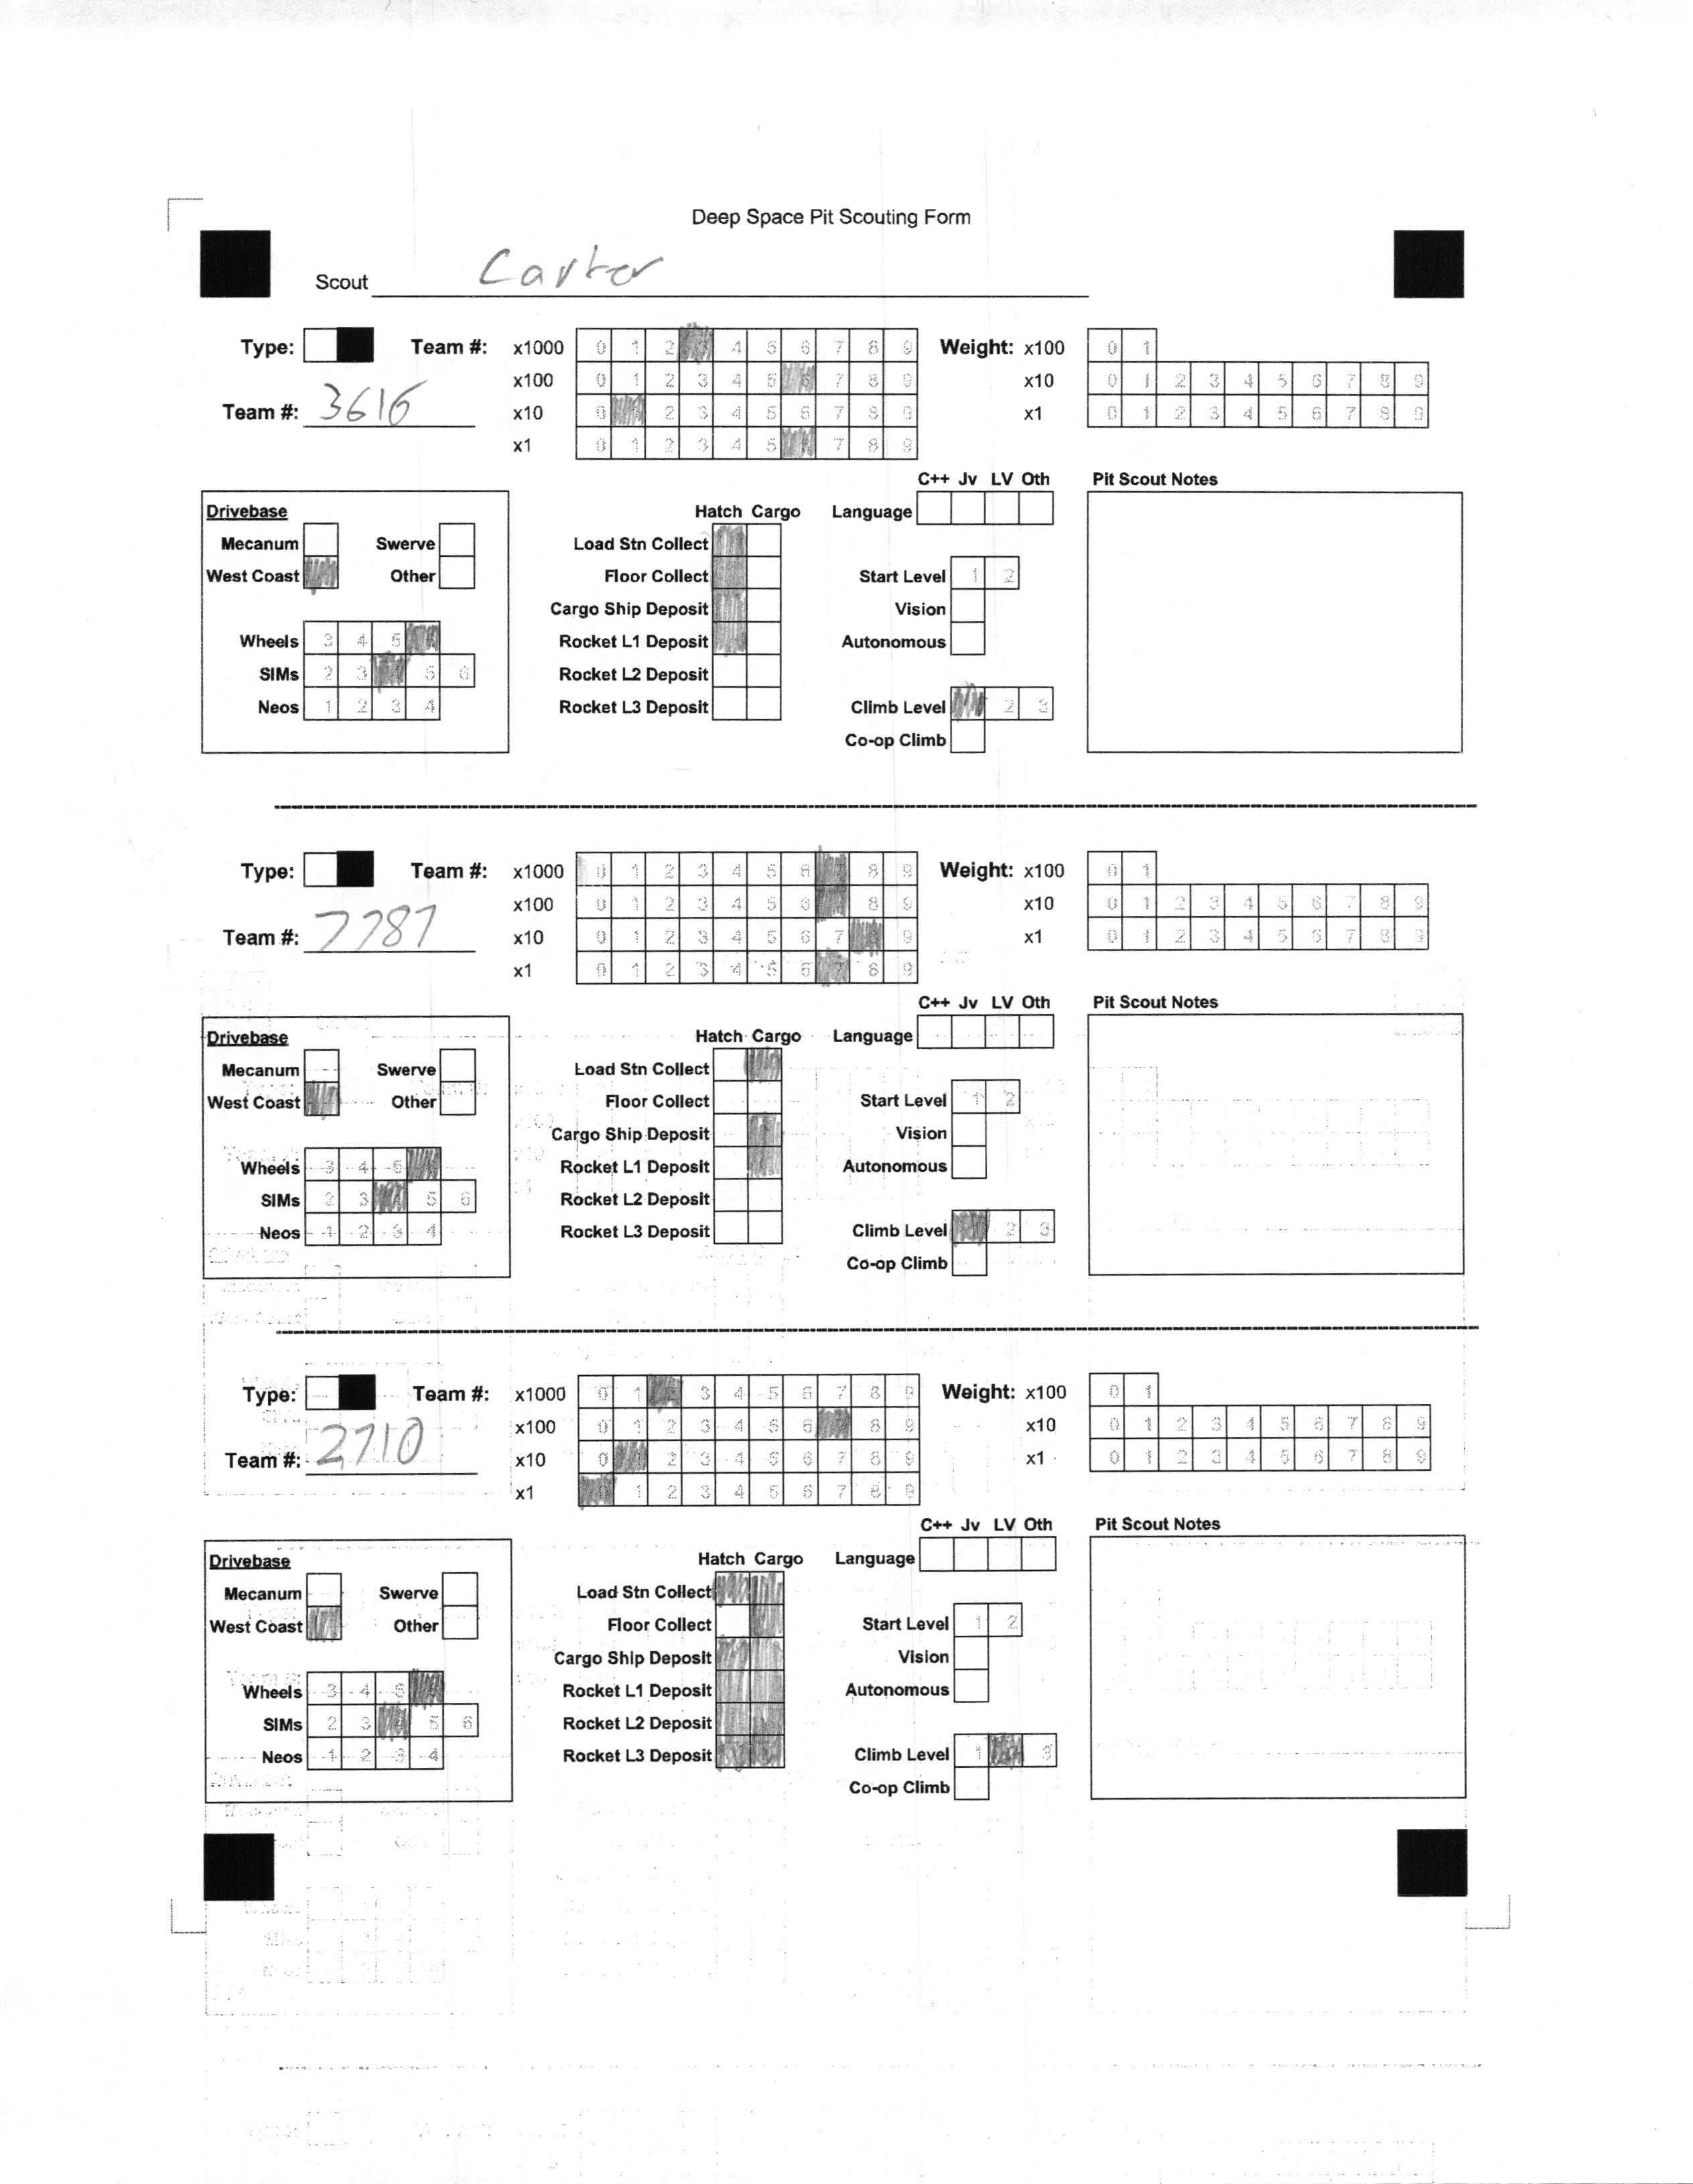 Deep Space Pit Scouting Form
Scout Carter
Type: Team #: x1000 0 1 2 4 5 6 7 8 9 Weight: x100 0 1
x100 0 1 2 3 4 5 6 7 8 9 x10 0 1 2 3 4 5 6 7 8 9
Team #: 3616 x10 0 1 2 3 4 5 6 7 8 9 x1 0 1 2 3 4 5 6 7 8 9
x1 0 1 2 3 4 5 7 8 9
C++ Jv LV Oth Pit Scout Notes
Drivebase Hatch Cargo Language
Mecanum Swerve Load Stn Collect
West Coast Other Floor Collect Start Level 1 2
Cargo Ship Deposit Vision
Wheels 3 4 5 Rocket L1 Deposit Autonomous
SIMs 2 3 5 6 Rocket L2 Deposit
Neos 1 2 3 4 Rocket L3 Deposit Climb Level 2 3
Co-op Climb
Type: Team #: x1000 0 1 2 3 4 5 6 8 9 Weight: x100 0 1
x100 0 1 2 3 4 5 6 8 9 x10 0 1 2 3 4 5 6 7 8 9
Team #: 7787 x10 0 1 2 3 4 5 6 7 9 x1 0 1 2 3 4 5 6 7 8 9
x1 0 1 2 3 4 5 6 7 8 9
C++ Jv LV Oth Pit Scout Notes
Drivebase Hatch Cargo Language
Mecanum Swerve Load Stn Collect
West Coast Other Floor Collect Start Level 1 2
Cargo Ship Deposit Vision
Wheels 3 4 5 Rocket L1 Deposit Autonomous
SIMs 2 3 5 6 Rocket L2 Deposit
Neos 1 2 3 4 Rocket L3 Deposit Climb Level 2 3
Co-op Climb
Type: Team #: x1000 0 1 3 4 5 6 7 8 9 Weight: x100 0 1
x100 0 1 2 3 4 5 6 8 9 x10 0 1 2 3 4 5 6 7 8 9
Team #: 2710 x10 0 2 3 4 5 6 7 8 9 x1 0 1 2 3 4 5 6 7 8 9
x1 1 2 3 4 5 6 7 8 9
C++ Jv LV Oth Pit Scout Notes
Drivebase Hatch Cargo Language
Mecanum Swerve Load Stn Collect
West Coast Other Floor Collect Start Level 1 2
Cargo Ship Deposit Vision
Wheels 3 4 5 Rocket L1 Deposit Autonomous
SIMs 2 3 5 6 Rocket L2 Deposit
Neos 1 2 3 4 Rocket L3 Deposit Climb Level 1 3
Co-op Climb